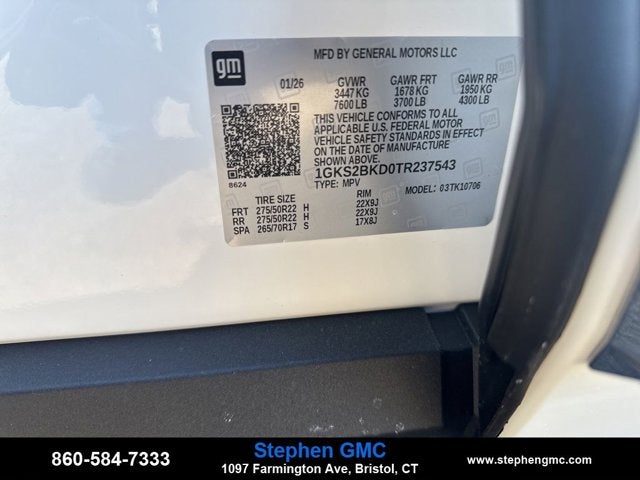 gm
MFD BY GENERAL MOTORS LLC
01/26 GVWR GAWR FRT GAWR RR
3447 KG 1678 KG 1950 KG
7600 LB 3700 LB 4300 LB
THIS VEHICLE CONFORMS TO ALL
APPLICABLE U.S. FEDERAL MOTOR
VEHICLE SAFETY STANDARDS IN EFFECT
ON THE DATE OF MANUFACTURE
SHOWN ABOVE.
1GKS2BKD0TR237543
8624 TYPE: MPV MODEL: 03TK10706
TIRE SIZE RIM
FRT 275/50R22 H 22X9J
RR 275/50R22 H 22X9J
SPA 265/70R17 S 17X8J
860-584-7333
Stephen GMC
1097 Farmington Ave, Bristol, CT
www.stephengmc.com